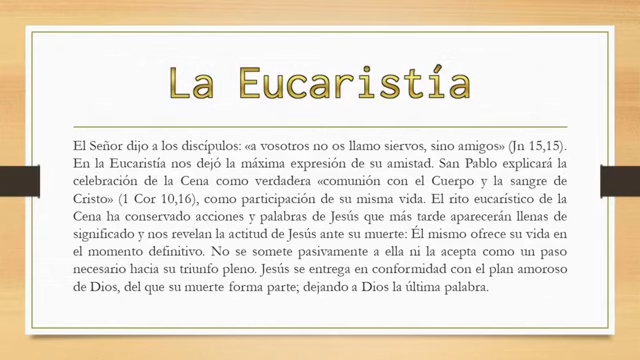 La Eucaristía
El Señor dijo a los discípulos: «a vosotros no os llamo siervos, sino amigos» (Jn 15,15).
En la Eucaristía nos dejó la máxima expresión de su amistad. San Pablo explicará la
celebración de la Cena como verdadera «comunión con el Cuerpo y la sangre de
Cristo» (1 Cor 10,16), como participación de su misma vida. El rito eucarístico de la
Cena ha conservado acciones y palabras de Jesús que más tarde aparecerán llenas de
significado y nos revelan la actitud de Jesús ante su muerte: Él mismo ofrece su vida en
el momento definitivo. No se somete pasivamente a ella ni la acepta como un paso
necesario hacia su triunfo pleno. Jesús se entrega en conformidad con el plan amoroso
de Dios, del que su muerte forma parte; dejando a Dios la última palabra.